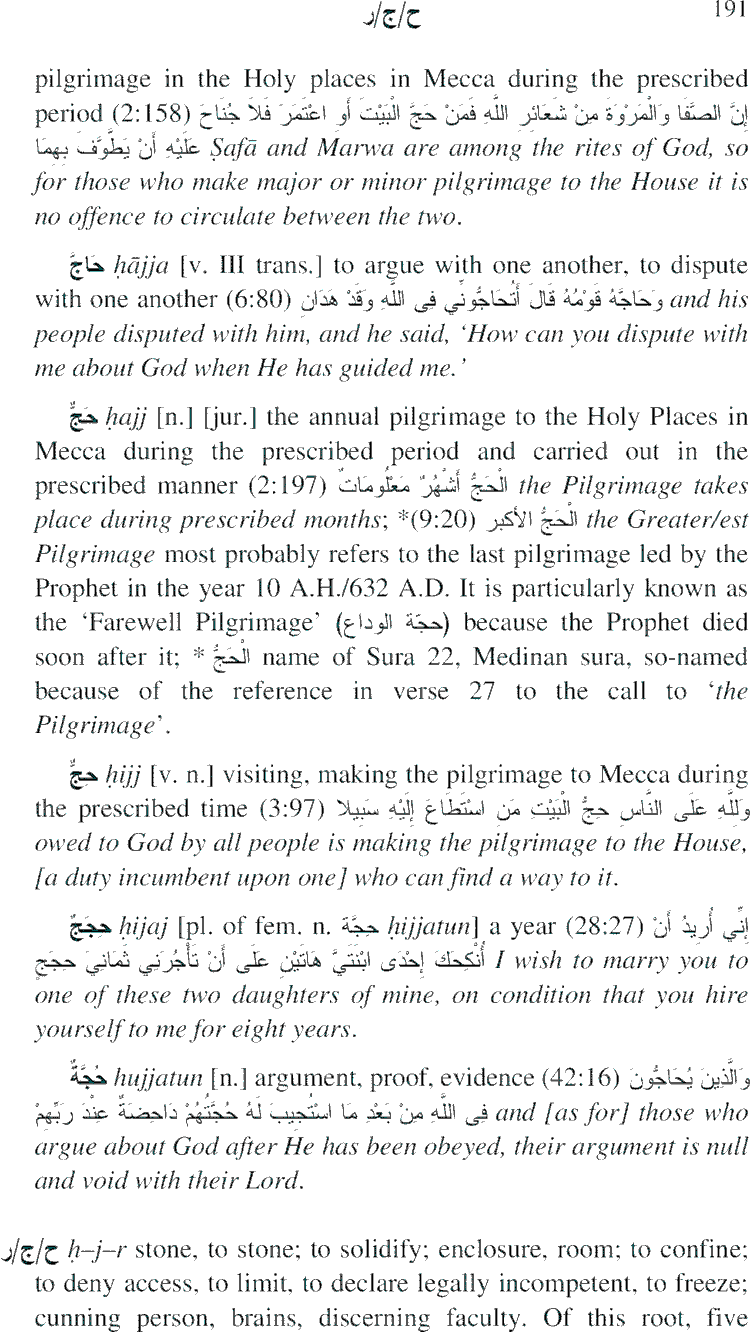 ح/ج/ر 191
pilgrimage in the Holy places in Mecca during the prescribed
period (2:158) إِنَّ الصَّفَا وَالْمَرْوَةَ مِنْ شَعَائِرِ اللَّهِ فَمَنْ حَجَّ الْبَيْتَ أَوِ اعْتَمَرَ فَلاَ جُنَاحَ
عَلَيْهِ أَنْ يَطَّوَّفَ بِهِمَا Ṣafā and Marwa are among the rites of God, so
for those who make major or minor pilgrimage to the House it is
no offence to circulate between the two.
حَاجَّ ḥājja [v. III trans.] to argue with one another, to dispute
with one another (6:80) وَحَاجَّهُ قَوْمُهُ قَالَ أَتُحَاجُّونِّي فِى اللَّهِ وَقَدْ هَدَانِ and his
people disputed with him, and he said, ‘How can you dispute with
me about God when He has guided me.’
حَجٌّ ḥajj [n.] [jur.] the annual pilgrimage to the Holy Places in
Mecca during the prescribed period and carried out in the
prescribed manner (2:197) الْحَجُّ أَشْهُرٌ مَعْلُومَاتٌ the Pilgrimage takes
place during prescribed months; *(9:20) الْحَجُّ الأكبر the Greater/est
Pilgrimage most probably refers to the last pilgrimage led by the
Prophet in the year 10 A.H./632 A.D. It is particularly known as
the ‘Farewell Pilgrimage’ (حجّة الوداع) because the Prophet died
soon after it; * الْحَجُّ name of Sura 22, Medinan sura, so-named
because of the reference in verse 27 to the call to ‘the
Pilgrimage’.
حِجٌّ ḥijj [v. n.] visiting, making the pilgrimage to Mecca during
the prescribed time (3:97) وَلِلَّهِ عَلَى النَّاسِ حِجُّ الْبَيْتِ مَنِ اسْتَطَاعَ إِلَيْهِ سَبِيلا
owed to God by all people is making the pilgrimage to the House,
[a duty incumbent upon one] who can find a way to it.
حِجَجٌ ḥijaj [pl. of fem. n. حِجَّة ḥijjatun] a year (28:27) إِنِّي أُرِيدُ أَنْ
أُنْكِحَكَ إِحْدَى ابْنَتَيَّ هَاتَيْنِ عَلَى أَنْ تَأْجُرَنِي ثَمَانِيَ حِجَجٍ I wish to marry you to
one of these two daughters of mine, on condition that you hire
yourself to me for eight years.
حُجَّةٌ hujjatun [n.] argument, proof, evidence (42:16) وَالَّذِينَ يُحَاجُّونَ
فِى اللَّهِ مِنْ بَعْدِ مَا اسْتُجِيبَ لَهُ حُجَّتُهُمْ دَاحِضَةٌ عِنْدَ رَبِّهِمْ and [as for] those who
argue about God after He has been obeyed, their argument is null
and void with their Lord.
ح/ج/ر ḥ–j–r stone, to stone; to solidify; enclosure, room; to confine;
to deny access, to limit, to declare legally incompetent, to freeze;
cunning person, brains, discerning faculty. Of this root, five